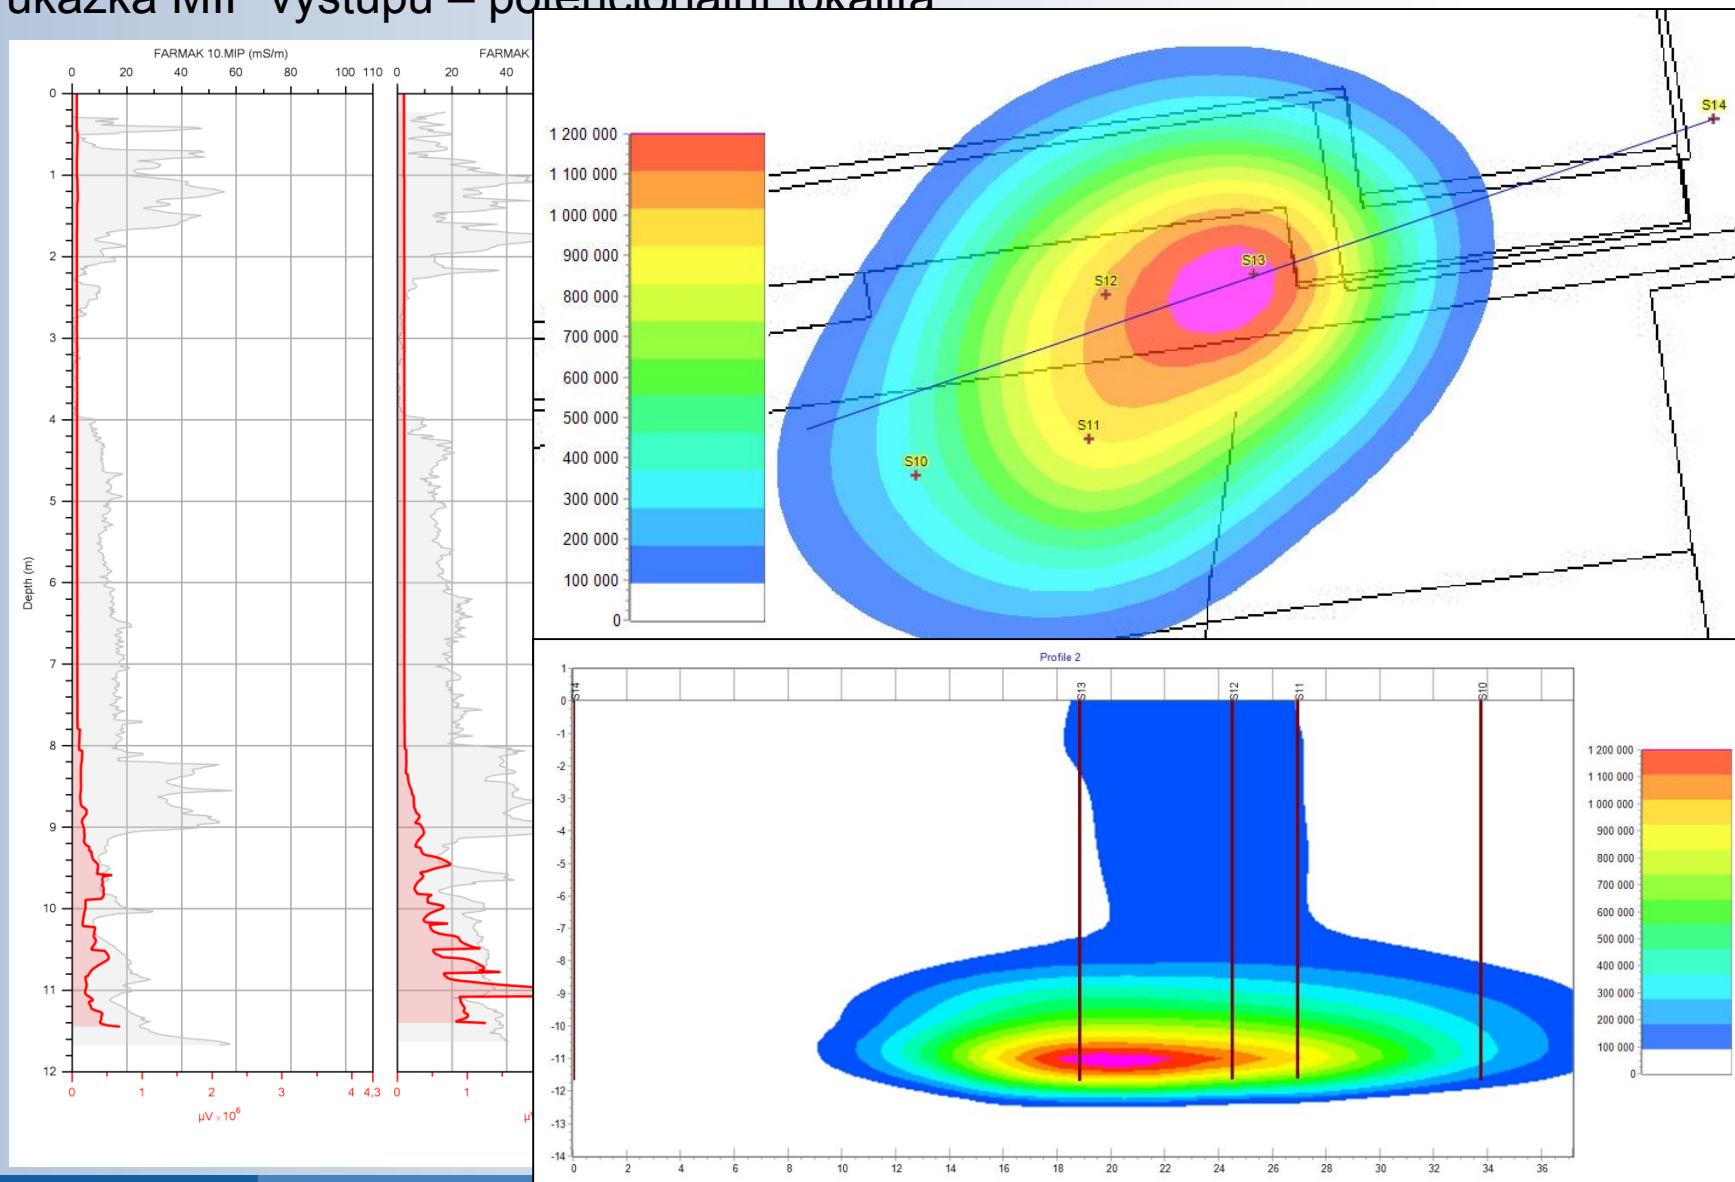 ukázka MIP výstupu – potencionální lokalita
FARMAK 10.MIP (mS/m)
0 20 40 60 80 100 110
0
1
2
3
4
5
6
7
8
9
10
11
12
Depth (m)
0 1 2 3 4 4,3
µV×10⁶
FARMAK
0 20 40
0 1
µV
1 200 000
1 100 000
1 000 000
900 000
800 000
700 000
600 000
500 000
400 000
300 000
200 000
100 000
0
S14
S13
S12
S11
S10
Profile 2
S14 S13 S12 S11 S10
1
0
-1
-2
-3
-4
-5
-6
-7
-8
-9
-10
-11
-12
-13
-14
0 2 4 6 8 10 12 14 16 18 20 22 24 26 28 30 32 34 36
1 200 000
1 100 000
1 000 000
900 000
800 000
700 000
600 000
500 000
400 000
300 000
200 000
100 000
0